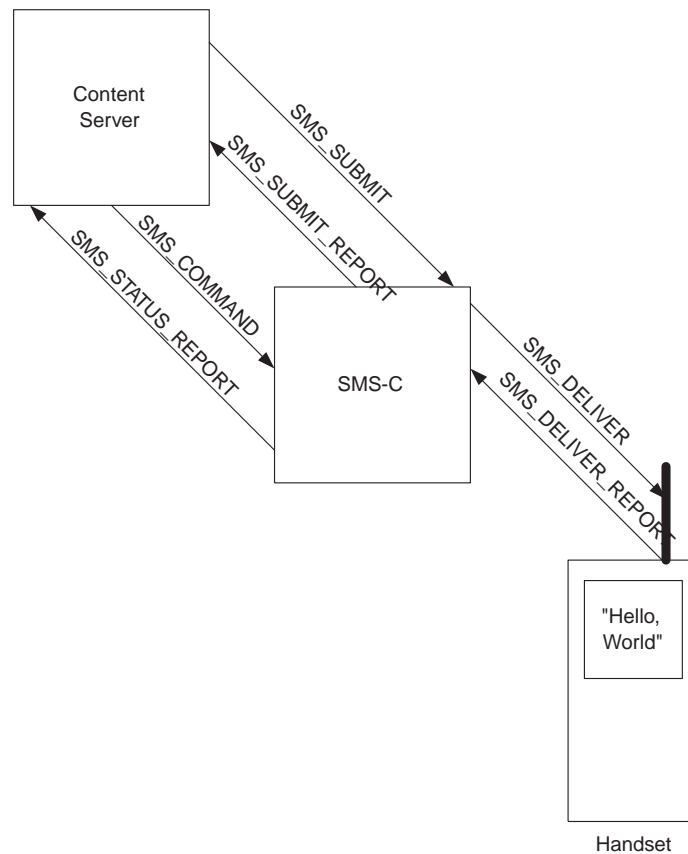 Content
Server
SMS_SUBMIT
SMS_SUBMIT_REPORT
SMS_COMMAND
SMS_STATUS_REPORT
SMS-C
SMS_DELIVER
SMS_DELIVER_REPORT
"Hello,
World"
Handset